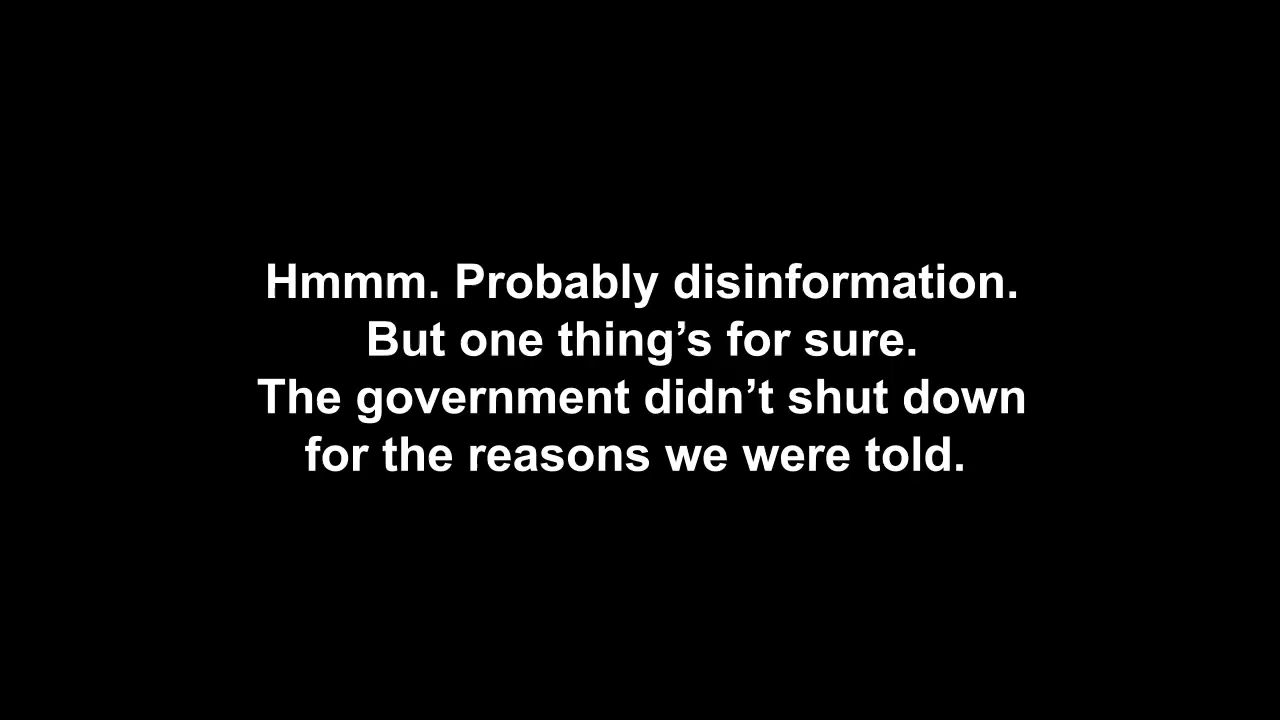 Hmmm. Probably disinformation.
But one thing’s for sure.
The government didn’t shut down
for the reasons we were told.